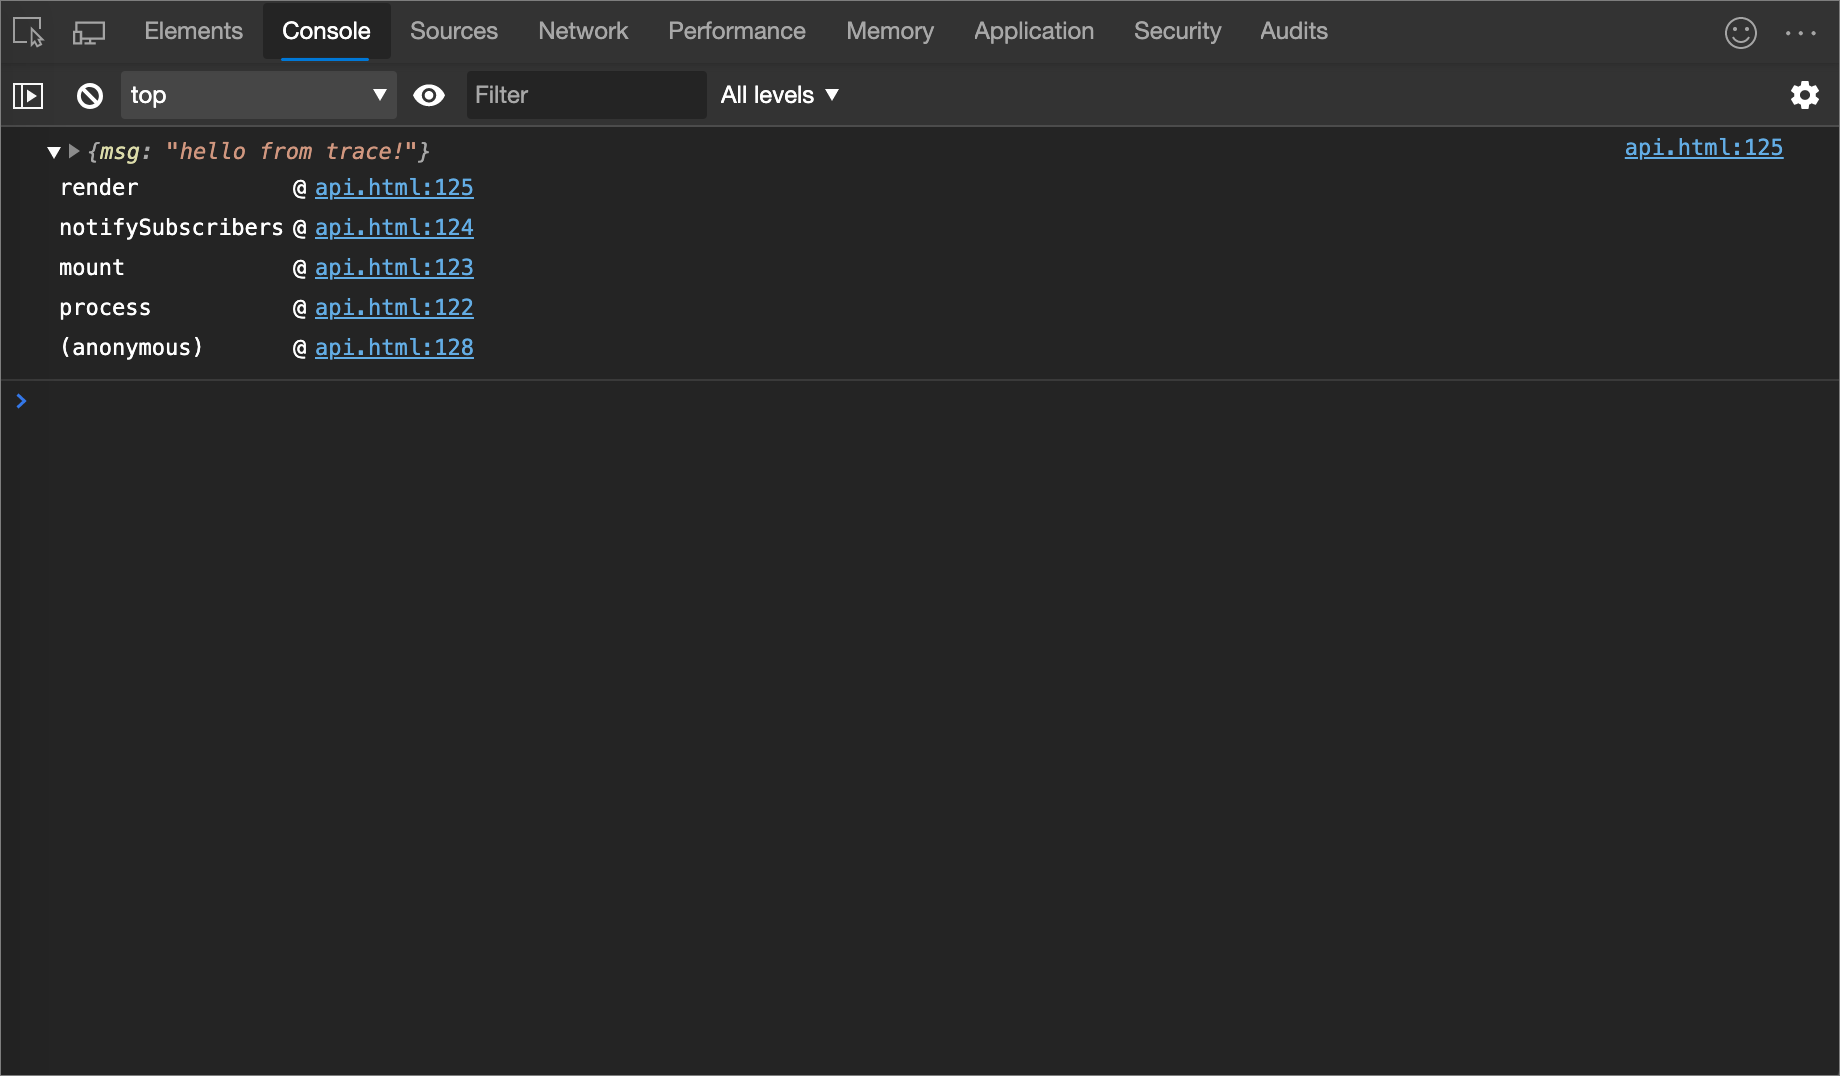 Elements Console Sources Network Performance Memory Application Security Audits
top Filter All levels
{msg: "hello from trace!"} api.html:125
render @ api.html:125
notifySubscribers @ api.html:124
mount @ api.html:123
process @ api.html:122
(anonymous) @ api.html:128